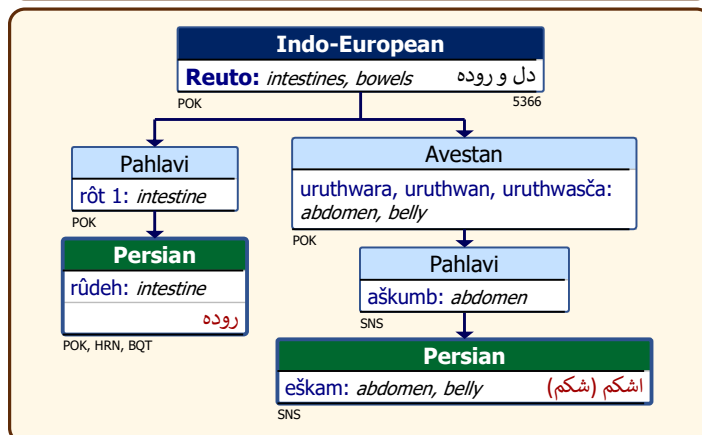 Indo-European
Reuto: intestines, bowels دل و روده
POK 5366
Pahlavi
rôt 1: intestine
POK
Persian
rûdeh: intestine
روده
POK, HRN, BQT
Avestan
uruthwara, uruthwan, uruthwasča:
abdomen, belly
POK
Pahlavi
aškumb: abdomen
SNS
Persian
eškam: abdomen, belly اشکم (شکم)
SNS